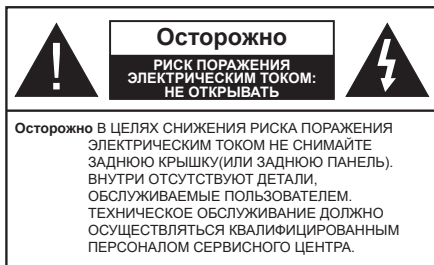 Осторожно
РИСК ПОРАЖЕНИЯ
ЭЛЕКТРИЧЕСКИМ ТОКОМ:
НЕ ОТКРЫВАТЬ
Осторожно В ЦЕЛЯХ СНИЖЕНИЯ РИСКА ПОРАЖЕНИЯ
ЭЛЕКТРИЧЕСКИМ ТОКОМ НЕ СНИМАЙТЕ
ЗАДНЮЮ КРЫШКУ(ИЛИ ЗАДНЮЮ ПАНЕЛЬ).
ВНУТРИ ОТСУТСТВУЮТ ДЕТАЛИ,
ОБСЛУЖИВАЕМЫЕ ПОЛЬЗОВАТЕЛЕМ.
ТЕХНИЧЕСКОЕ ОБСЛУЖИВАНИЕ ДОЛЖНО
ОСУЩЕСТВЛЯТЬСЯ КВАЛИФИЦИРОВАННЫМ
ПЕРСОНАЛОМ СЕРВИСНОГО ЦЕНТРА.